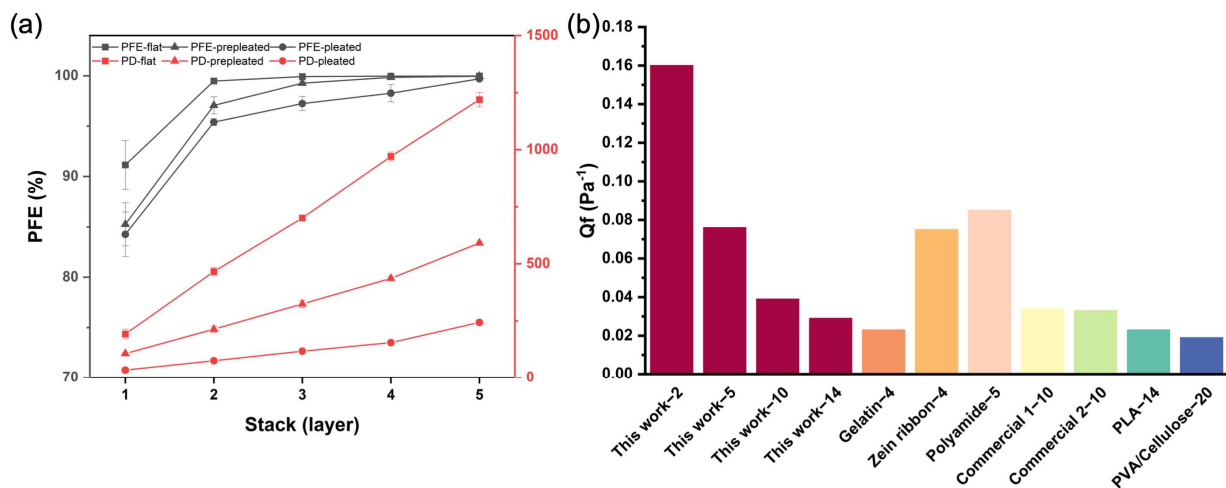 (a)
PFE-flat PFE-prepleated PFE-pleated
PD-flat PD-prepleated PD-pleated
PFE (%)
100
90
80
70
1500
1000
500
0
1 2 3 4 5
Stack (layer)
(b)
Qf (Pa⁻¹)
0.18
0.16
0.14
0.12
0.10
0.08
0.06
0.04
0.02
0.00
This work–2
This work–5
This work–10
This work–14
Gelatin–4
Zein ribbon–4
Polyamide–5
Commercial 1–10
Commercial 2–10
PLA–14
PVA/Cellulose–20